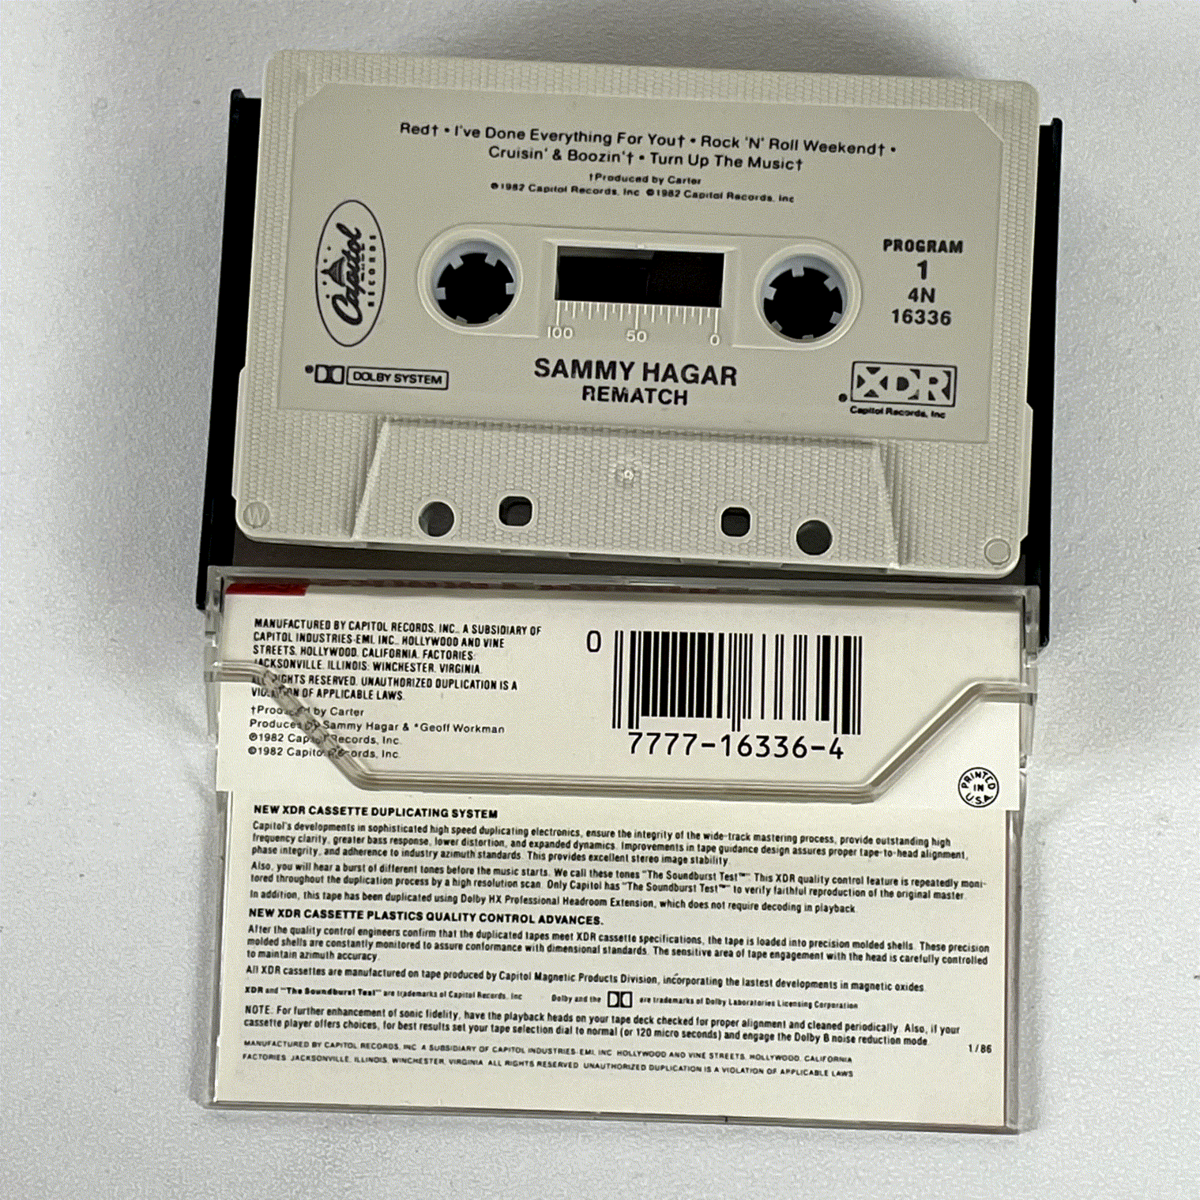 Red† • I've Done Everything For You† • Rock 'N' Roll Weekend† •
Cruisin' & Boozin'† • Turn Up The Music†
†Produced by Carter
℗1982 Capitol Records, Inc ©1982 Capitol Records, Inc
Capitol
RECORDS
PROGRAM
1
4N
16336
100 50 0
DOLBY SYSTEM
SAMMY HAGAR
REMATCH
XDR
Capitol Records, Inc
MANUFACTURED BY CAPITOL RECORDS, INC., A SUBSIDIARY OF
CAPITOL INDUSTRIES-EMI, INC., HOLLYWOOD AND VINE
STREETS, HOLLYWOOD, CALIFORNIA. FACTORIES:
JACKSONVILLE, ILLINOIS; WINCHESTER, VIRGINIA.
ALL RIGHTS RESERVED. UNAUTHORIZED DUPLICATION IS A
VIOLATION OF APPLICABLE LAWS.
†Produced by Carter
Produced by Sammy Hagar & *Geoff Workman
℗1982 Capitol Records, Inc.
©1982 Capitol Records, Inc.
0
7777-16336-4
PRINTED
IN
U.S.A.
NEW XDR CASSETTE DUPLICATING SYSTEM
Capitol's developments in sophisticated high speed duplicating electronics, ensure the integrity of the wide-track mastering process, provide outstanding high
frequency clarity, greater bass response, lower distortion, and expanded dynamics. Improvements in tape guidance design assures proper tape-to-head alignment,
phase integrity, and adherence to industry azimuth standards. This provides excellent stereo image stability.
Also, you will hear a burst of different tones before the music starts. We call these tones "The Soundburst Test™" This XDR quality control feature is repeatedly moni-
tored throughout the duplication process by a high resolution scan. Only Capitol has "The Soundburst Test™" to verify faithful reproduction of the original master.
In addition, this tape has been duplicated using Dolby HX Professional Headroom Extension, which does not require decoding in playback.
NEW XDR CASSETTE PLASTICS QUALITY CONTROL ADVANCES.
After the quality control engineers confirm that the duplicated tapes meet XDR cassette specifications, the tape is loaded into precision molded shells. These precision
molded shells are constantly monitored to assure conformance with dimensional standards. The sensitive area of tape engagement with the head is carefully controlled
to maintain azimuth accuracy.
All XDR cassettes are manufactured on tape produced by Capitol Magnetic Products Division, incorporating the lastest developments in magnetic oxides.
XDR and "The Soundburst Test" are trademarks of Capitol Records, Inc Dolby and the are trademarks of Dolby Laboratories Licensing Corporation
NOTE: For further enhancement of sonic fidelity, have the playback heads on your tape deck checked for proper alignment and cleaned periodically. Also, if your
cassette player offers choices, for best results set your tape selection dial to normal (or 120 micro seconds) and engage the Dolby B noise reduction mode.
1/86
MANUFACTURED BY CAPITOL RECORDS, INC. A SUBSIDIARY OF CAPITOL INDUSTRIES-EMI, INC. HOLLYWOOD AND VINE STREETS, HOLLYWOOD, CALIFORNIA
FACTORIES: JACKSONVILLE, ILLINOIS, WINCHESTER, VIRGINIA. ALL RIGHTS RESERVED. UNAUTHORIZED DUPLICATION IS A VIOLATION OF APPLICABLE LAWS